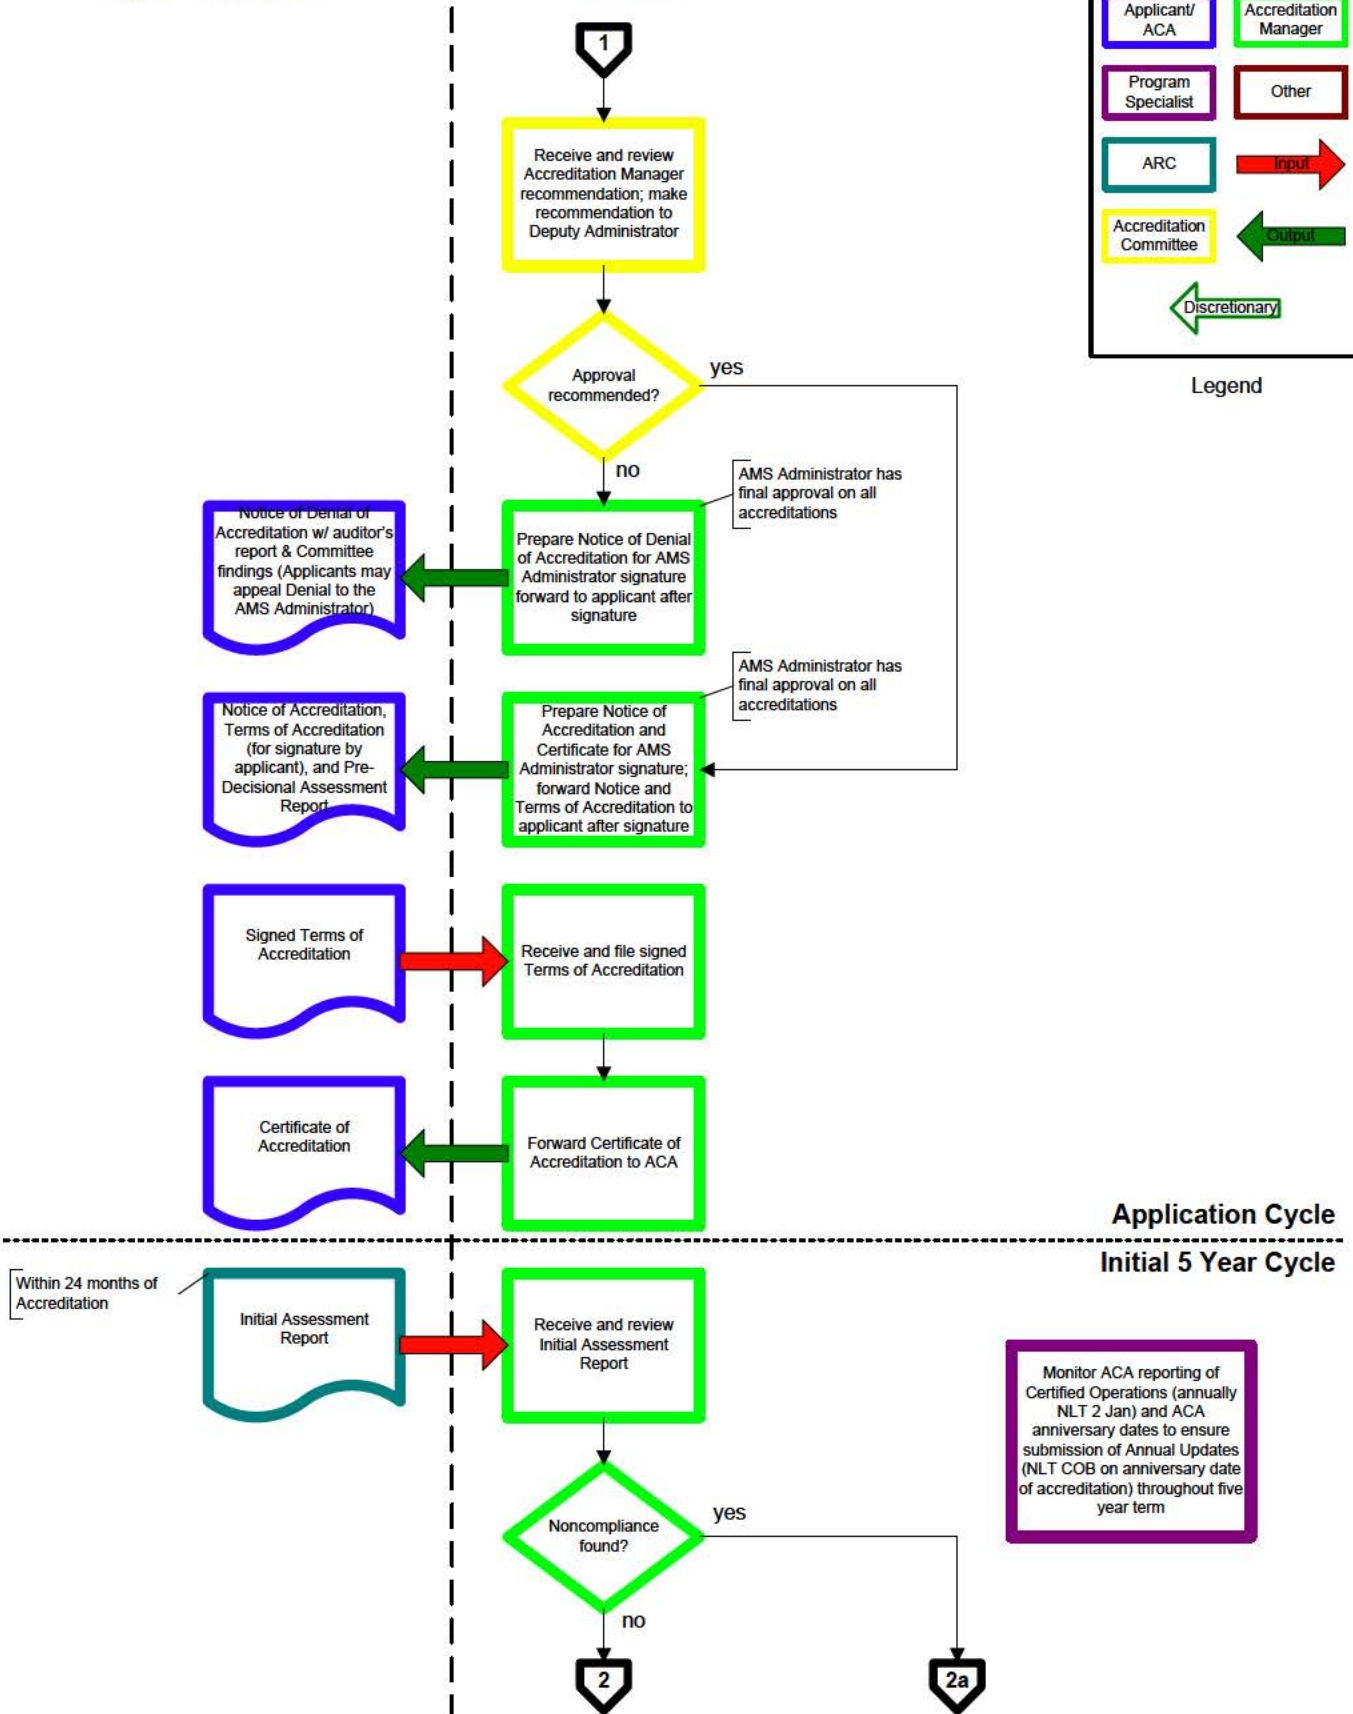 1
Applicant/
ACA
Accreditation
Manager
Program
Specialist
Other
ARC
Input
Accreditation
Committee
Output
Discretionary
Legend
Receive and review
Accreditation Manager
recommendation; make
recommendation to
Deputy Administrator
Approval
recommended?
yes
no
AMS Administrator has
final approval on all
accreditations
Notice of Denial of
Accreditation w/ auditor's
report & Committee
findings (Applicants may
appeal Denial to the
AMS Administrator)
Prepare Notice of Denial
of Accreditation for AMS
Administrator signature
forward to applicant after
signature
AMS Administrator has
final approval on all
accreditations
Notice of Accreditation,
Terms of Accreditation
(for signature by
applicant), and Pre-
Decisional Assessment
Report
Prepare Notice of
Accreditation and
Certificate for AMS
Administrator signature;
forward Notice and
Terms of Accreditation to
applicant after signature
Signed Terms of
Accreditation
Receive and file signed
Terms of Accreditation
Certificate of
Accreditation
Forward Certificate of
Accreditation to ACA
Application Cycle
Initial 5 Year Cycle
Within 24 months of
Accreditation
Initial Assessment
Report
Receive and review
Initial Assessment
Report
Monitor ACA reporting of
Certified Operations (annually
NLT 2 Jan) and ACA
anniversary dates to ensure
submission of Annual Updates
(NLT COB on anniversary date
of accreditation) throughout five
year term
Noncompliance
found?
yes
no
2
2a